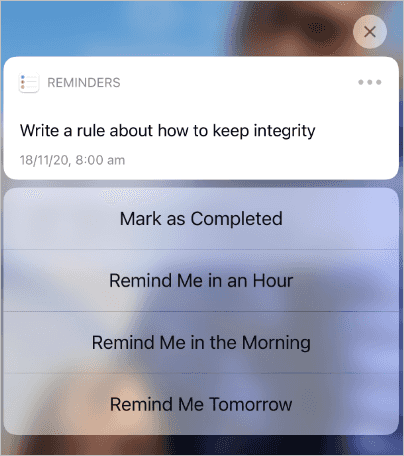 REMINDERS
Write a rule about how to keep integrity
18/11/20, 8:00 am
Mark as Completed
Remind Me in an Hour
Remind Me in the Morning
Remind Me Tomorrow